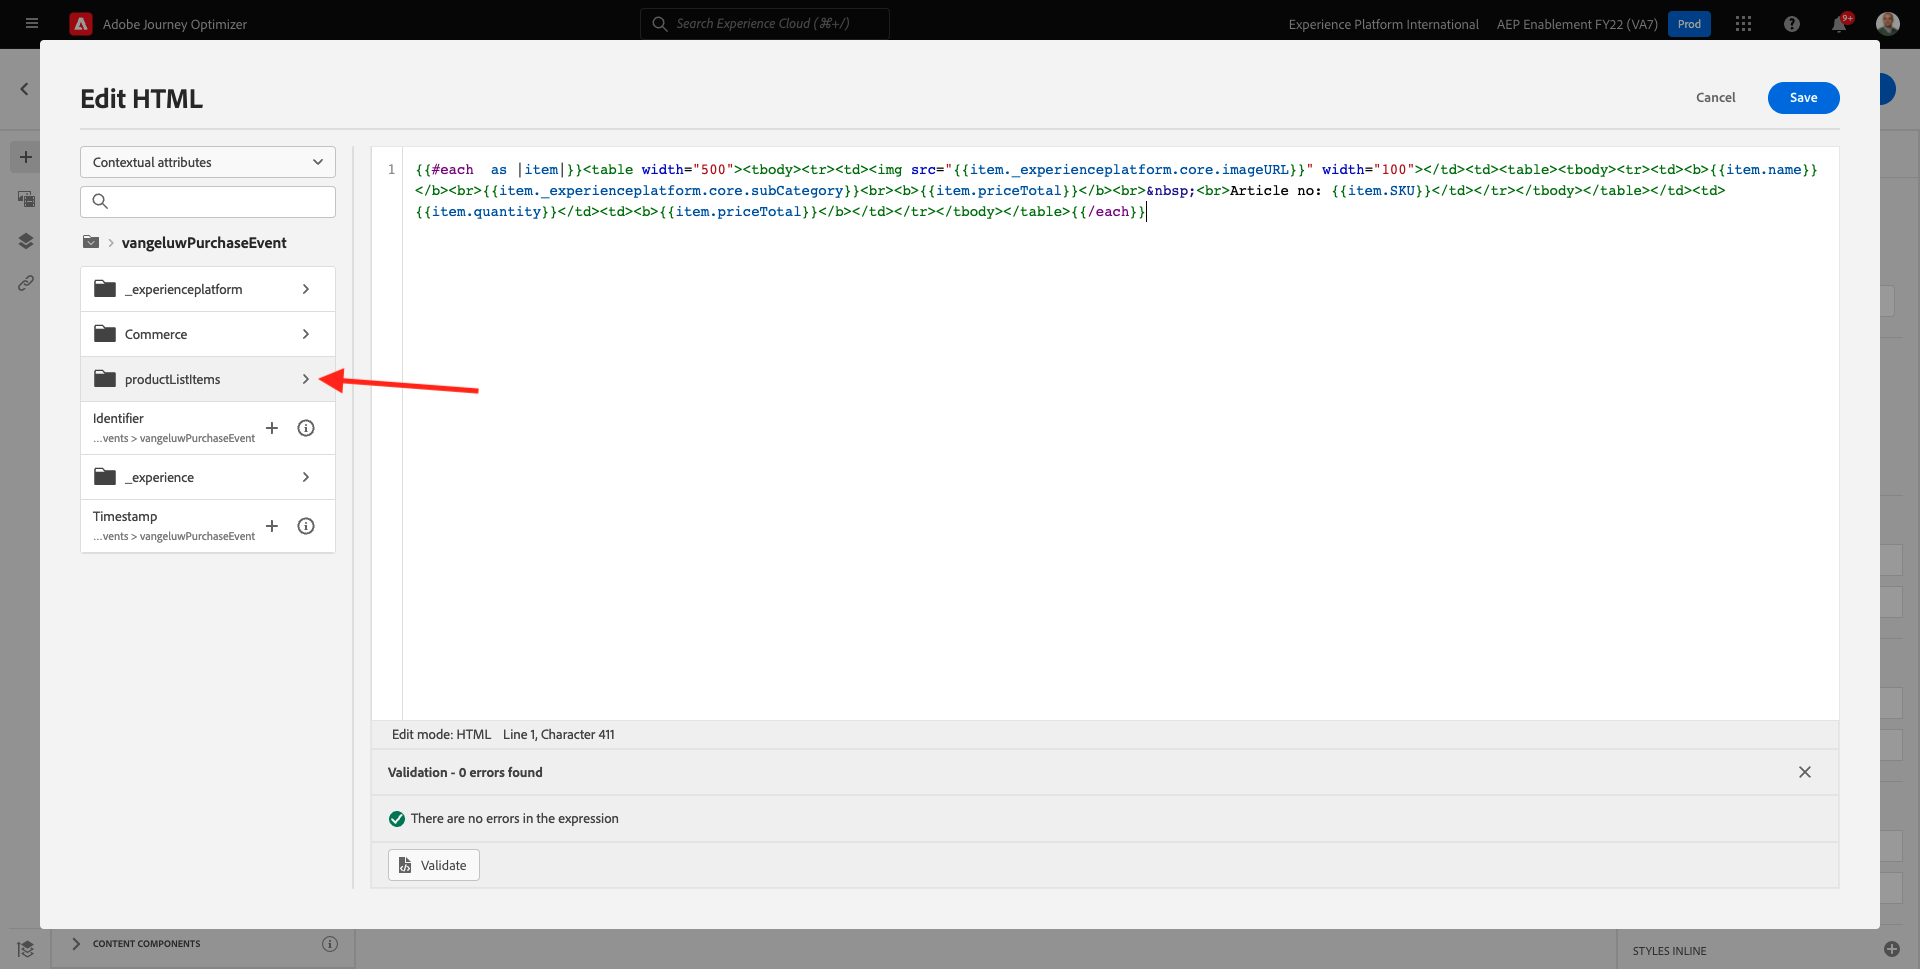 Adobe Journey Optimizer
Search Experience Cloud (⌘+/)
Experience Platform International
AEP Enablement FY22 (VA7)
Prod
9+
Edit HTML
Cancel
Save
Contextual attributes
vangeluwPurchaseEvent
_experienceplatform
Commerce
productListItems
Identifier
...vents > vangeluwPurchaseEvent
_experience
Timestamp
...vents > vangeluwPurchaseEvent
1
{{#each  as |item|}}<table width="500"><tbody><tr><td><img src="{{item._experienceplatform.core.imageURL}}" width="100"></td><td><table><tbody><tr><td><b>{{item.name}}
</b><br>{{item._experienceplatform.core.subCategory}}<br><b>{{item.priceTotal}}</b><br>&nbsp;<br>Article no: {{item.SKU}}</td></tr></tbody></table></td><td>
{{item.quantity}}</td><td><b>{{item.priceTotal}}</b></td></tr></tbody></table>{{/each}}
Edit mode: HTML Line 1, Character 411
Validation - 0 errors found
There are no errors in the expression
Validate
CONTENT COMPONENTS
STYLES INLINE